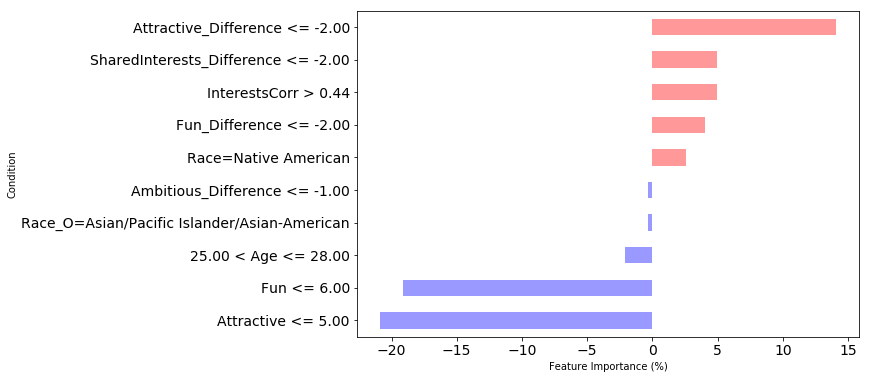 Attractive_Difference <= -2.00
SharedInterests_Difference <= -2.00
InterestsCorr > 0.44
Fun_Difference <= -2.00
Race=Native American
Ambitious_Difference <= -1.00
Race_O=Asian/Pacific Islander/Asian-American
25.00 < Age <= 28.00
Fun <= 6.00
Attractive <= 5.00
Condition
−20 −15 −10 −5 0 5 10 15
Feature Importance (%)